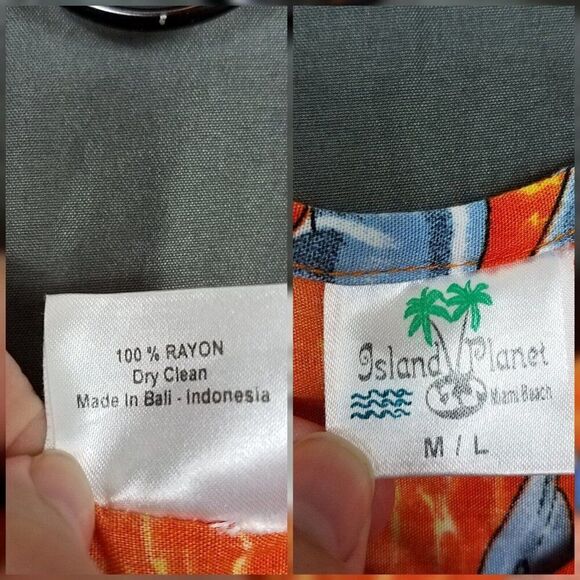 100 % RAYON
Dry Clean
Made In Bali - Indonesia
Island Planet
Miami Beach
M / L